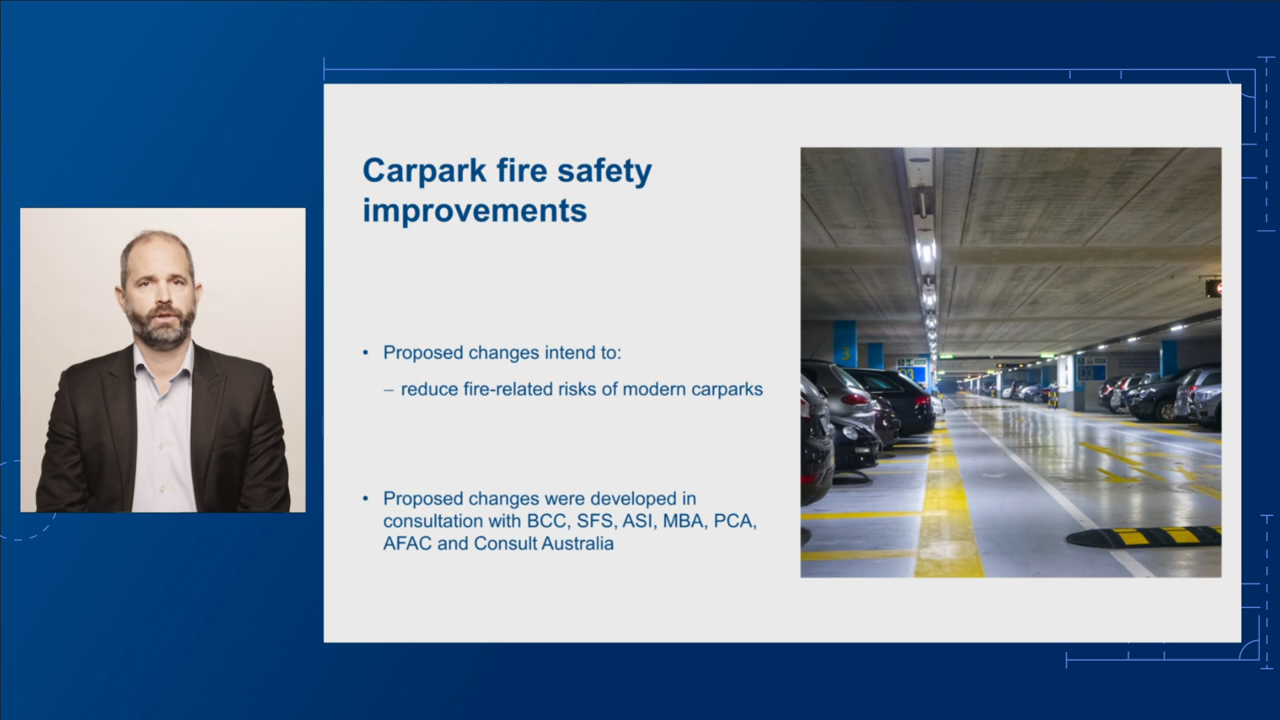 Carpark fire safety
improvements
• Proposed changes intend to:
– reduce fire-related risks of modern carparks
• Proposed changes were developed in
consultation with BCC, SFS, ASI, MBA, PCA,
AFAC and Consult Australia
3